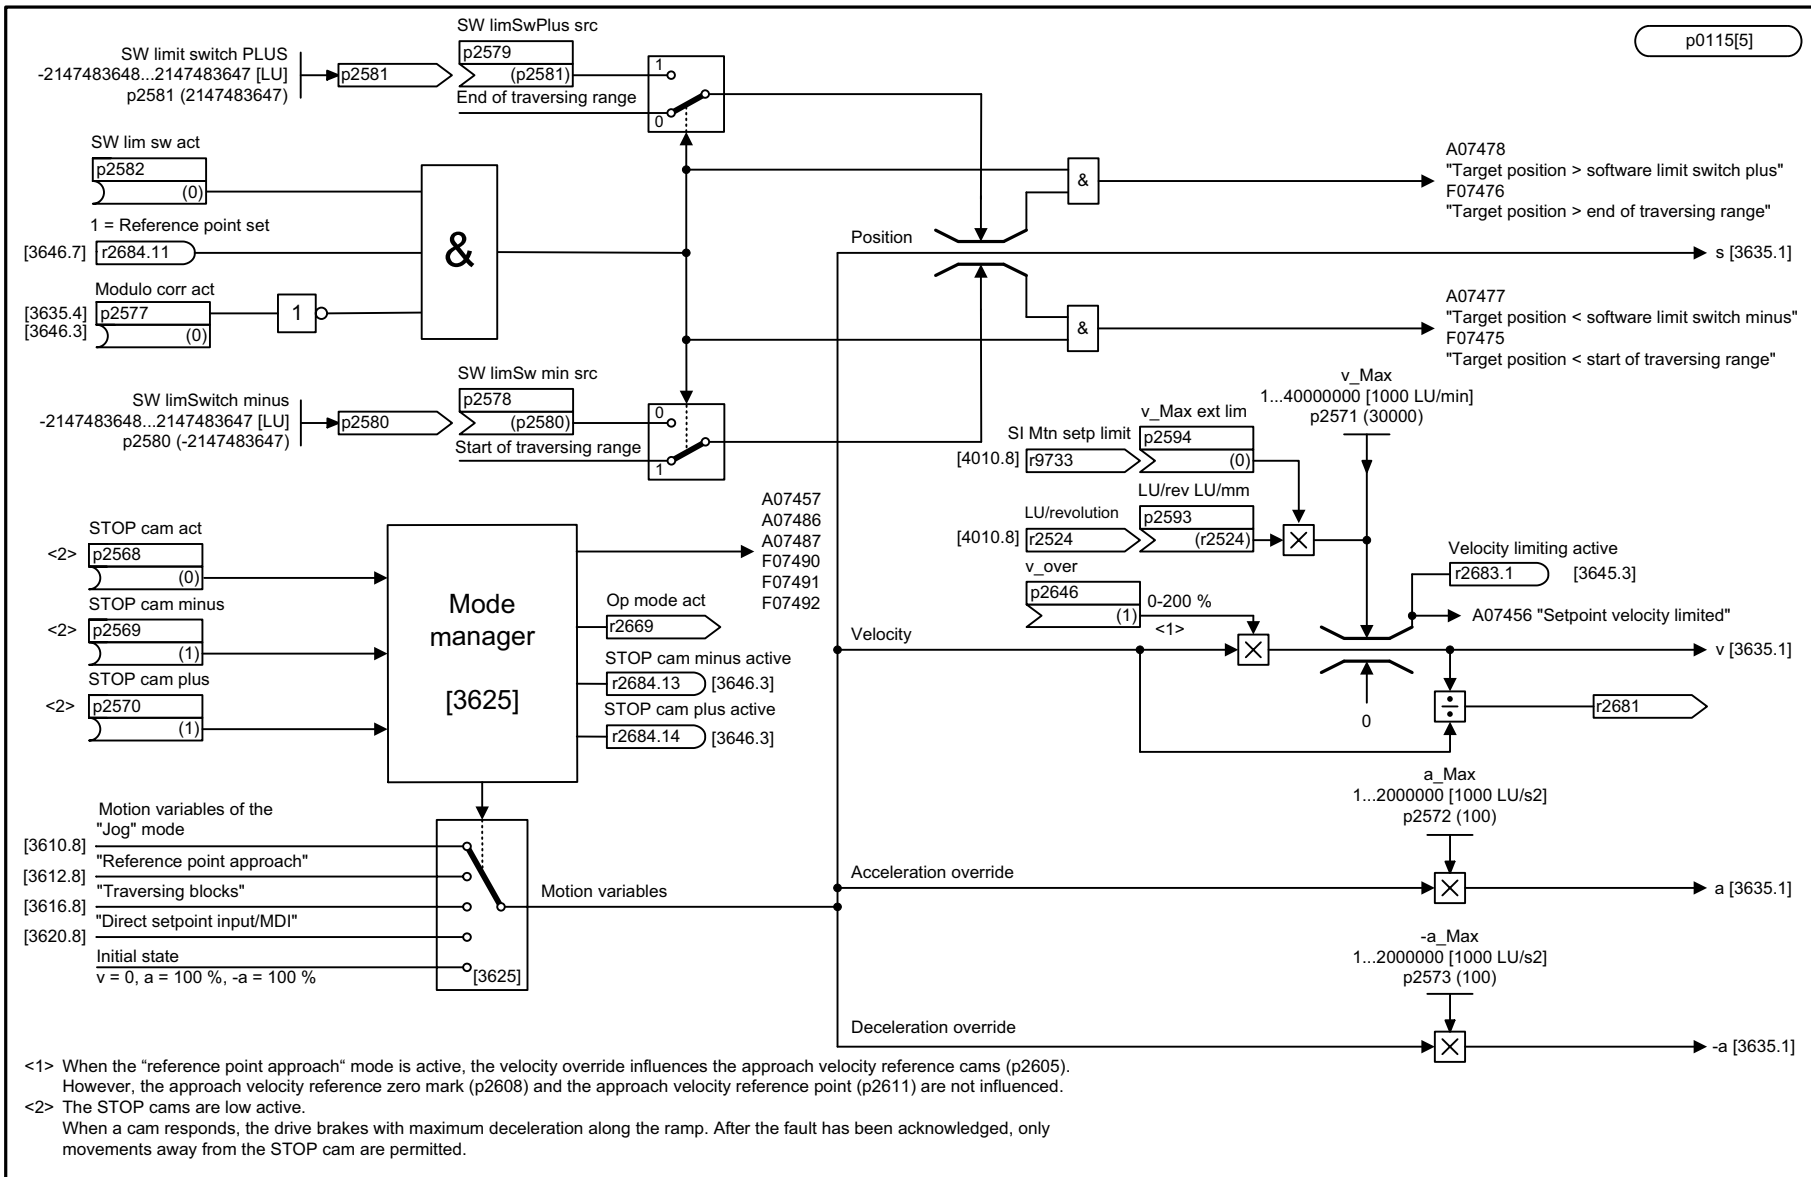 p0115[5]
SW limit switch PLUS
-2147483648...2147483647 [LU]
p2581 (2147483647)
p2581
SW limSwPlus src
p2579
(p2581)
End of traversing range
1
0
SW lim sw act
p2582
(0)
1 = Reference point set
[3646.7]
r2684.11
Modulo corr act
[3635.4]
[3646.3]
p2577
(0)
1
&
SW limSwitch minus
-2147483648...2147483647 [LU]
p2580 (-2147483647)
p2580
SW limSw min src
p2578
(p2580)
Start of traversing range
0
1
&
A07478
"Target position > software limit switch plus"
F07476
"Target position > end of traversing range"
Position
s [3635.1]
&
A07477
"Target position < software limit switch minus"
F07475
"Target position < start of traversing range"
v_Max
1...40000000 [1000 LU/min]
p2571 (30000)
v_Max ext lim
SI Mtn setp limit
p2594
(0)
[4010.8]
r9733
LU/rev LU/mm
LU/revolution
p2593
(r2524)
[4010.8]
r2524
v_over
p2646
(1)
0-200 %
<1>
Velocity limiting active
r2683.1
[3645.3]
A07456 "Setpoint velocity limited"
Velocity
v [3635.1]
0
÷
r2681
STOP cam act
<2>
p2568
(0)
STOP cam minus
<2>
p2569
(1)
STOP cam plus
<2>
p2570
(1)
Mode
manager
[3625]
A07457
A07486
A07487
F07490
F07491
F07492
Op mode act
r2669
STOP cam minus active
r2684.13
[3646.3]
STOP cam plus active
r2684.14
[3646.3]
Motion variables of the
"Jog" mode
[3610.8]
"Reference point approach"
[3612.8]
"Traversing blocks"
[3616.8]
"Direct setpoint input/MDI"
[3620.8]
Initial state
v = 0, a = 100 %, -a = 100 %
[3625]
Motion variables
a_Max
1...2000000 [1000 LU/s2]
p2572 (100)
Acceleration override
a [3635.1]
-a_Max
1...2000000 [1000 LU/s2]
p2573 (100)
Deceleration override
-a [3635.1]
<1> When the “reference point approach“ mode is active, the velocity override influences the approach velocity reference cams (p2605).
However, the approach velocity reference zero mark (p2608) and the approach velocity reference point (p2611) are not influenced.
<2> The STOP cams are low active.
When a cam responds, the drive brakes with maximum deceleration along the ramp. After the fault has been acknowledged, only
movements away from the STOP cam are permitted.